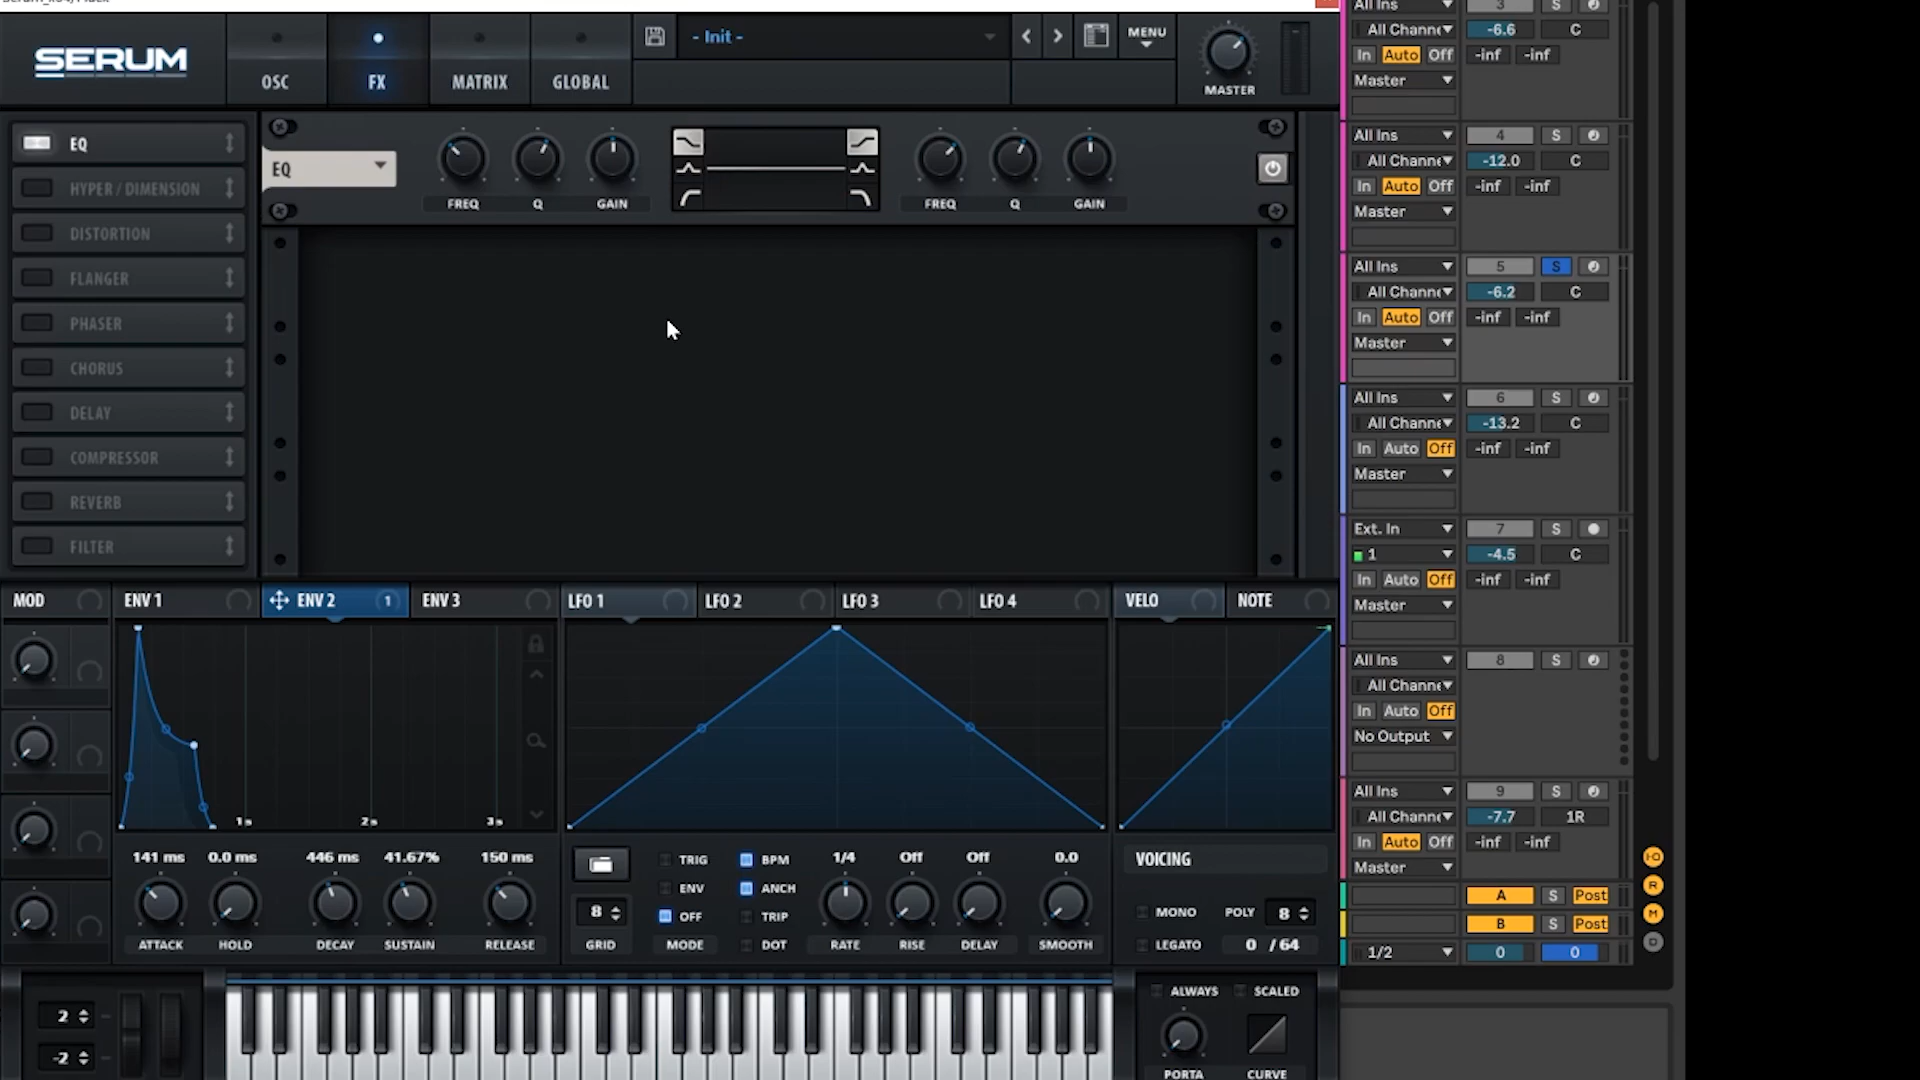 SERUM
OSC
FX
MATRIX
GLOBAL
- Init -
MENU
MASTER
EQ
HYPER / DIMENSION
DISTORTION
FLANGER
PHASER
CHORUS
DELAY
COMPRESSOR
REVERB
FILTER
EQ
FREQ Q GAIN
FREQ Q GAIN
MOD
ENV 1
ENV 2 1
ENV 3
LFO 1
LFO 2
LFO 3
LFO 4
VELO
NOTE
1s 2s 3s
141 ms 0.0 ms 446 ms 41.67% 150 ms
ATTACK HOLD DECAY SUSTAIN RELEASE
8
GRID
TRIG
ENV
OFF
MODE
BPM
ANCH
TRIP
DOT
1/4 Off Off 0.0
RATE RISE DELAY SMOOTH
VOICING
MONO POLY 8
LEGATO 0 / 64
2
-2
ALWAYS SCALED
PORTA CURVE
All Ins 3 S
All Channe -6.6 C
In Auto Off -inf -inf
Master
All Ins 4 S
All Channe -12.0 C
In Auto Off -inf -inf
Master
All Ins 5 S
All Channe -6.2 C
In Auto Off -inf -inf
Master
All Ins 6 S
All Channe -13.2 C
In Auto Off -inf -inf
Master
Ext. In 7 S
1 -4.5 C
In Auto Off -inf -inf
Master
All Ins 8 S
All Channe
In Auto Off
No Output
All Ins 9 S
All Channe -7.7 1R
In Auto Off -inf -inf
Master
A S Post
B S Post
1/2 0 0
I·O
R
M
D